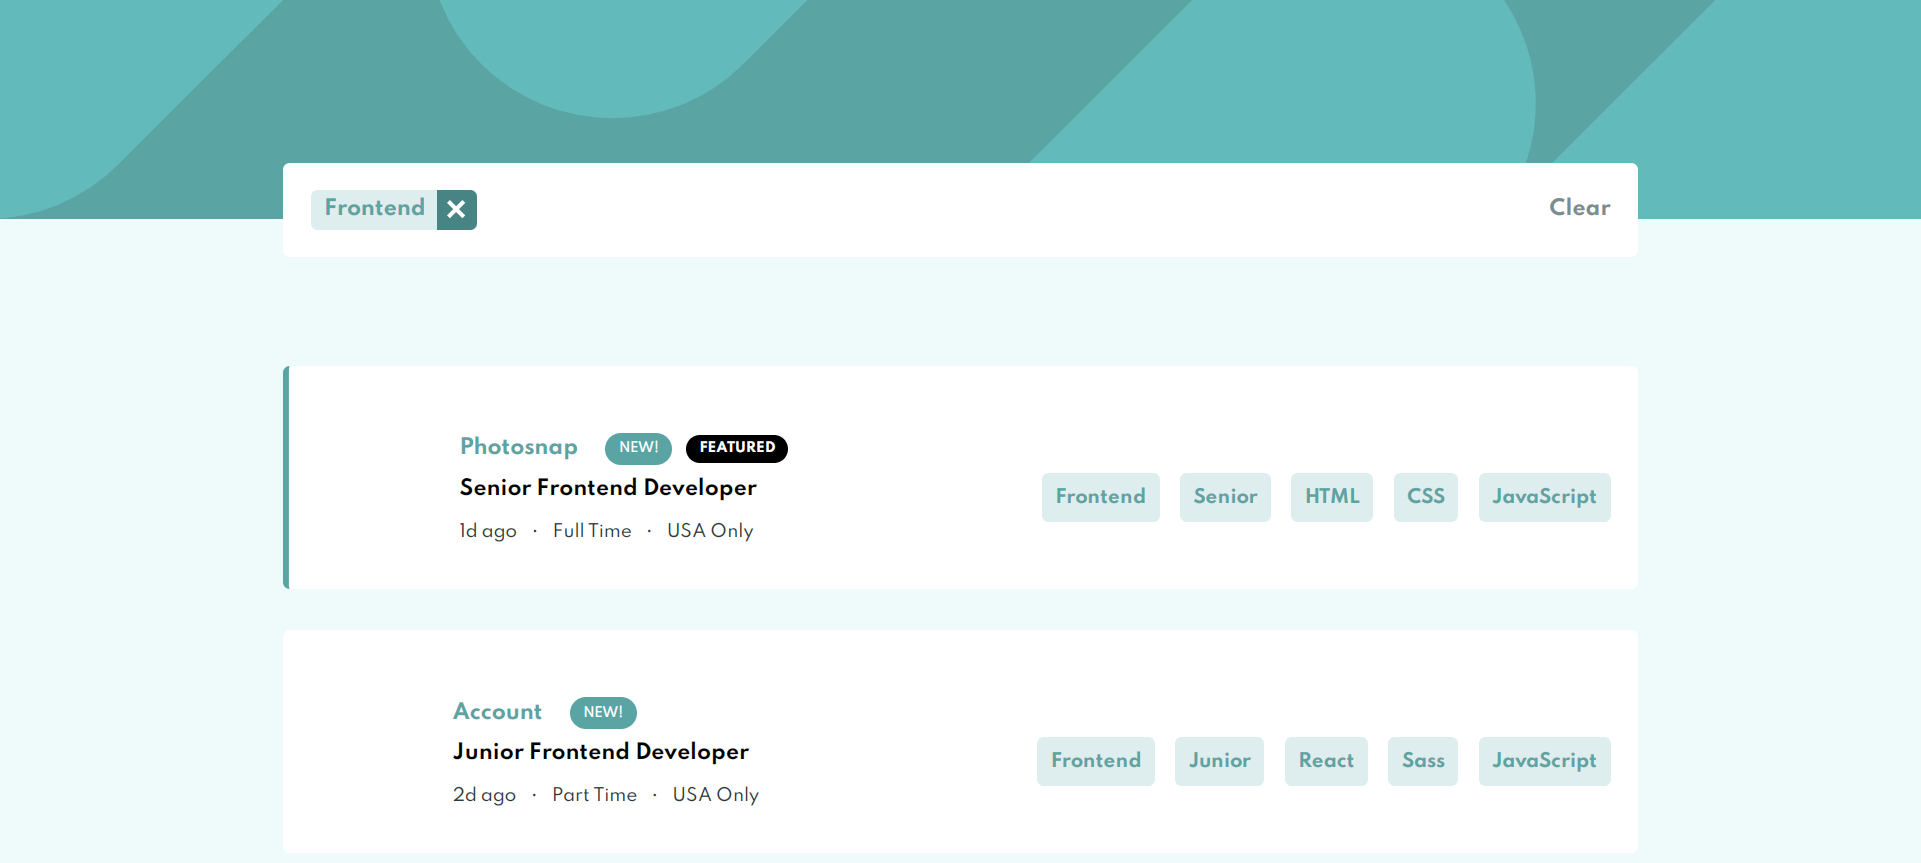 Frontend Clear
Photosnap NEW! FEATURED
Senior Frontend Developer
1d ago · Full Time · USA Only
Frontend Senior HTML CSS JavaScript
Account NEW!
Junior Frontend Developer
2d ago · Part Time · USA Only
Frontend Junior React Sass JavaScript